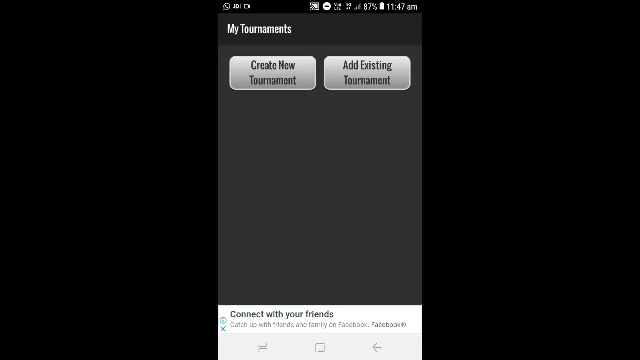 87% 11:47 am
My Tournaments
Create New
Tournament
Add Existing
Tournament
Connect with your friends
Catch up with friends and family on Facebook. Facebook®